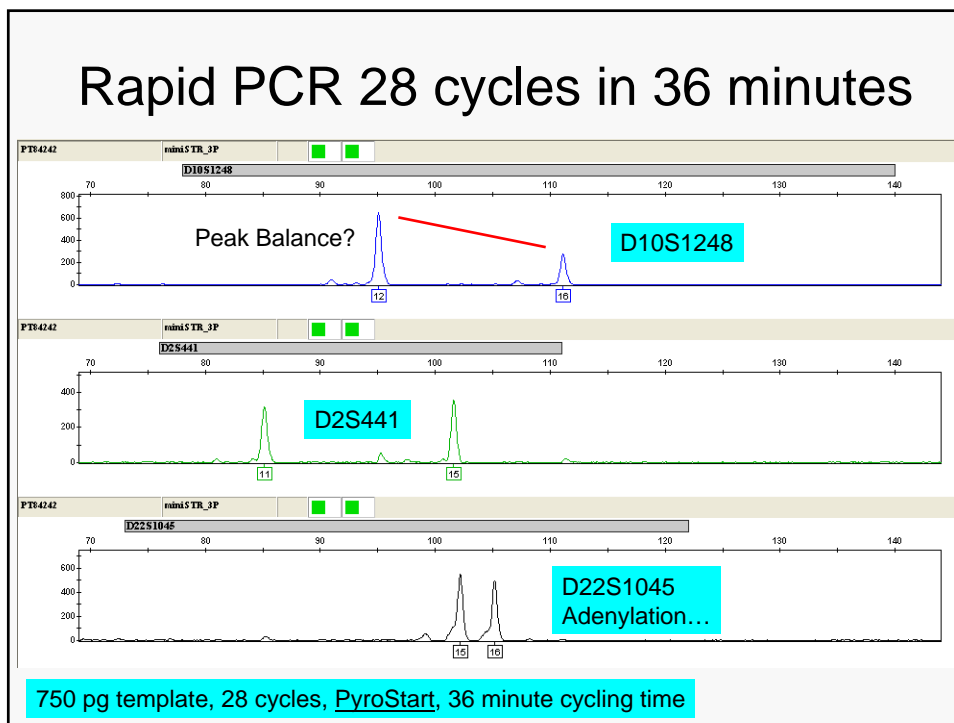 Rapid PCR 28 cycles in 36 minutes
PT84242 miniSTR_3P
D10S1248
70 80 90 100 110 120 130 140
800
600
400
200
0
Peak Balance?
D10S1248
12 16
PT84242 miniSTR_3P
D2S441
70 80 90 100 110 120 130 140
400
200
0
D2S441
11 15
PT84242 miniSTR_3P
D22S1045
70 80 90 100 110 120 130 140
600
400
200
0
D22S1045
Adenylation…
15 16
750 pg template, 28 cycles, PyroStart, 36 minute cycling time